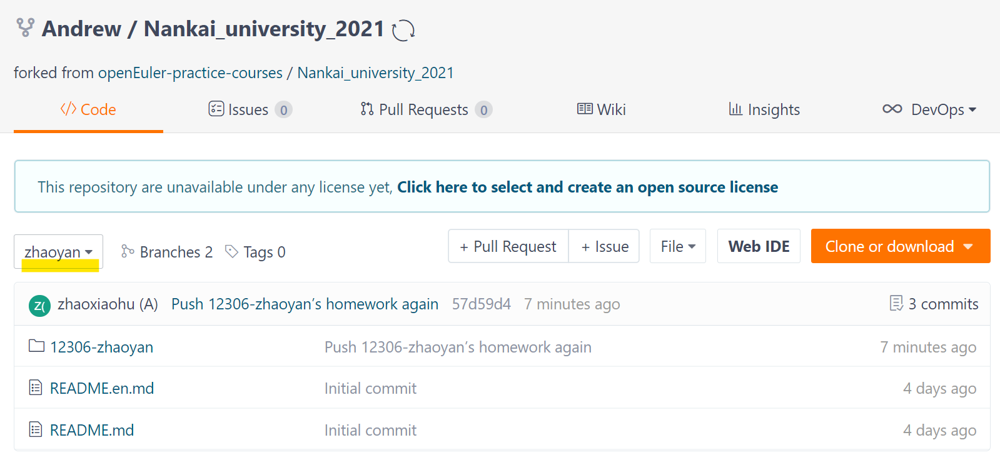 Andrew / Nankai_university_2021
forked from openEuler-practice-courses / Nankai_university_2021
Code Issues 0 Pull Requests 0 Wiki Insights DevOps
This repository are unavailable under any license yet, Click here to select and create an open source license
zhaoyan Branches 2 Tags 0 + Pull Request + Issue File Web IDE Clone or download
Z( zhaoxiaohu (A) Push 12306-zhaoyan’s homework again 57d59d4 7 minutes ago 3 commits
12306-zhaoyan Push 12306-zhaoyan’s homework again 7 minutes ago
README.en.md Initial commit 4 days ago
README.md Initial commit 4 days ago